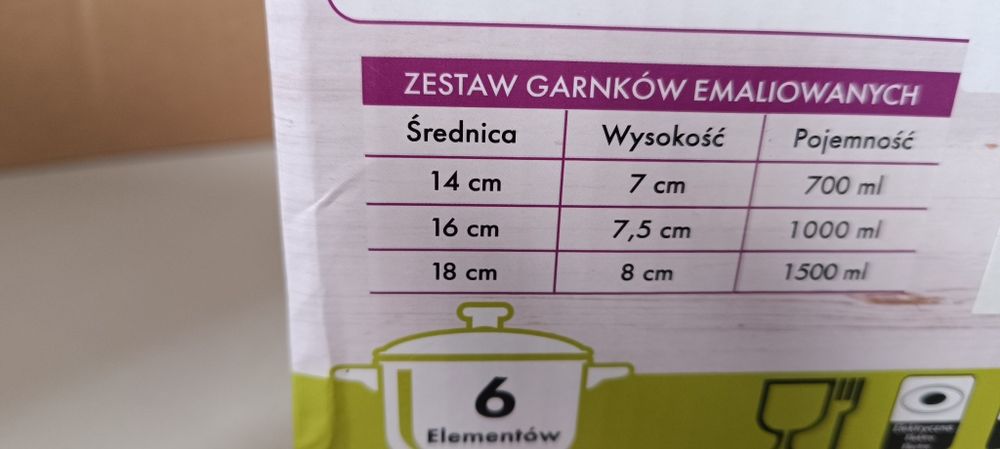 ZESTAW GARNKÓW EMALIOWANYCH
Średnica Wysokość Pojemność
14 cm 7 cm 700 ml
16 cm 7,5 cm 1000 ml
18 cm 8 cm 1500 ml
6
Elementów